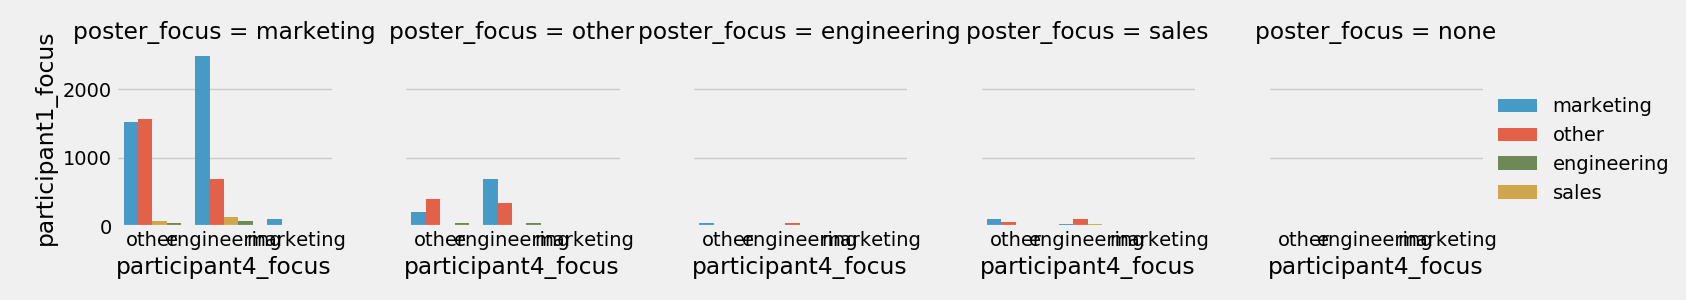 poster_focus = marketing
poster_focus = other
poster_focus = engineering
poster_focus = sales
poster_focus = none
participant1_focus
2000
1000
0
other
engineering
marketing
other
engineering
marketing
other
engineering
marketing
other
engineering
marketing
other
engineering
marketing
participant4_focus
participant4_focus
participant4_focus
participant4_focus
participant4_focus
marketing
other
engineering
sales